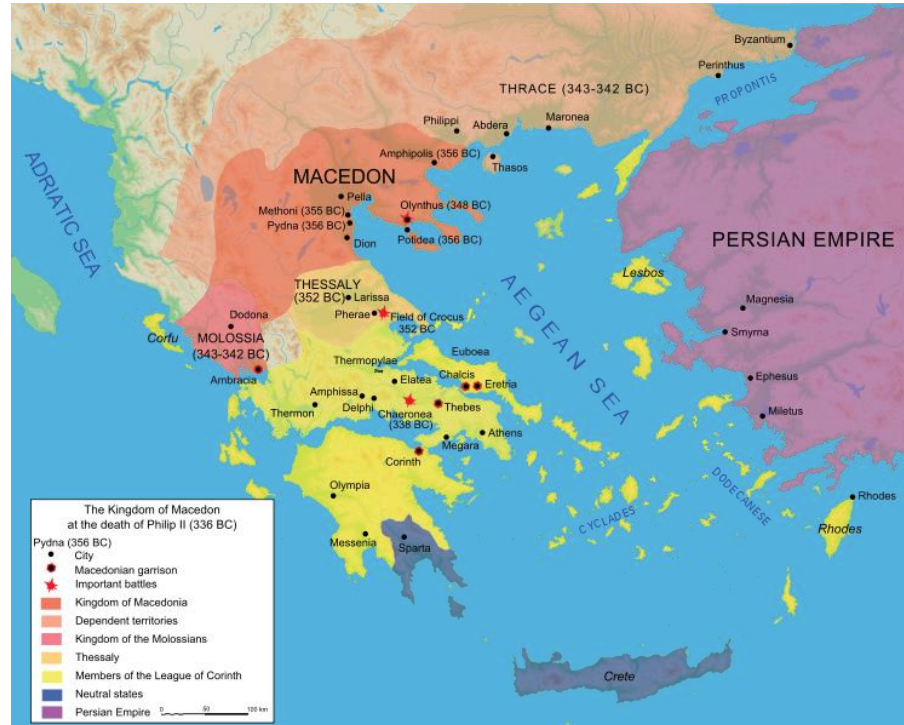 Byzantium
Perinthus
PROPONTIS
THRACE (343-342 BC)
Philippi
Abdera
Maronea
Amphipolis (356 BC)
Thasos
ADRIATIC SEA
MACEDON
Pella
Olynthus (348 BC)
Methoni (355 BC)
Pydna (356 BC)
Potidea (356 BC)
Dion
PERSIAN EMPIRE
THESSALY
(352 BC)
Larissa
Pherae
Field of Crocus
352 BC
AEGEAN SEA
Lesbos
Magnesia
Smyrna
Dodona
Corfu
MOLOSSIA
(343-342 BC)
Ambracia
Thermopylae
Euboea
Elatea
Chalcis
Eretria
Ephesus
Amphissa
Delphi
Thermon
Chaeronea
(338 BC)
Thebes
Miletus
Athens
Megara
Corinth
Olympia
DODECANESE
CYCLADES
Rhodes
Rhodes
Messenia
Sparta
Crete
The Kingdom of Macedon
at the death of Philip II (336 BC)
Pydna (356 BC)
City
Macedonian garrison
Important battles
Kingdom of Macedonia
Dependent territories
Kingdom of the Molossians
Thessaly
Members of the League of Corinth
Neutral states
Persian Empire
0 50 100 km